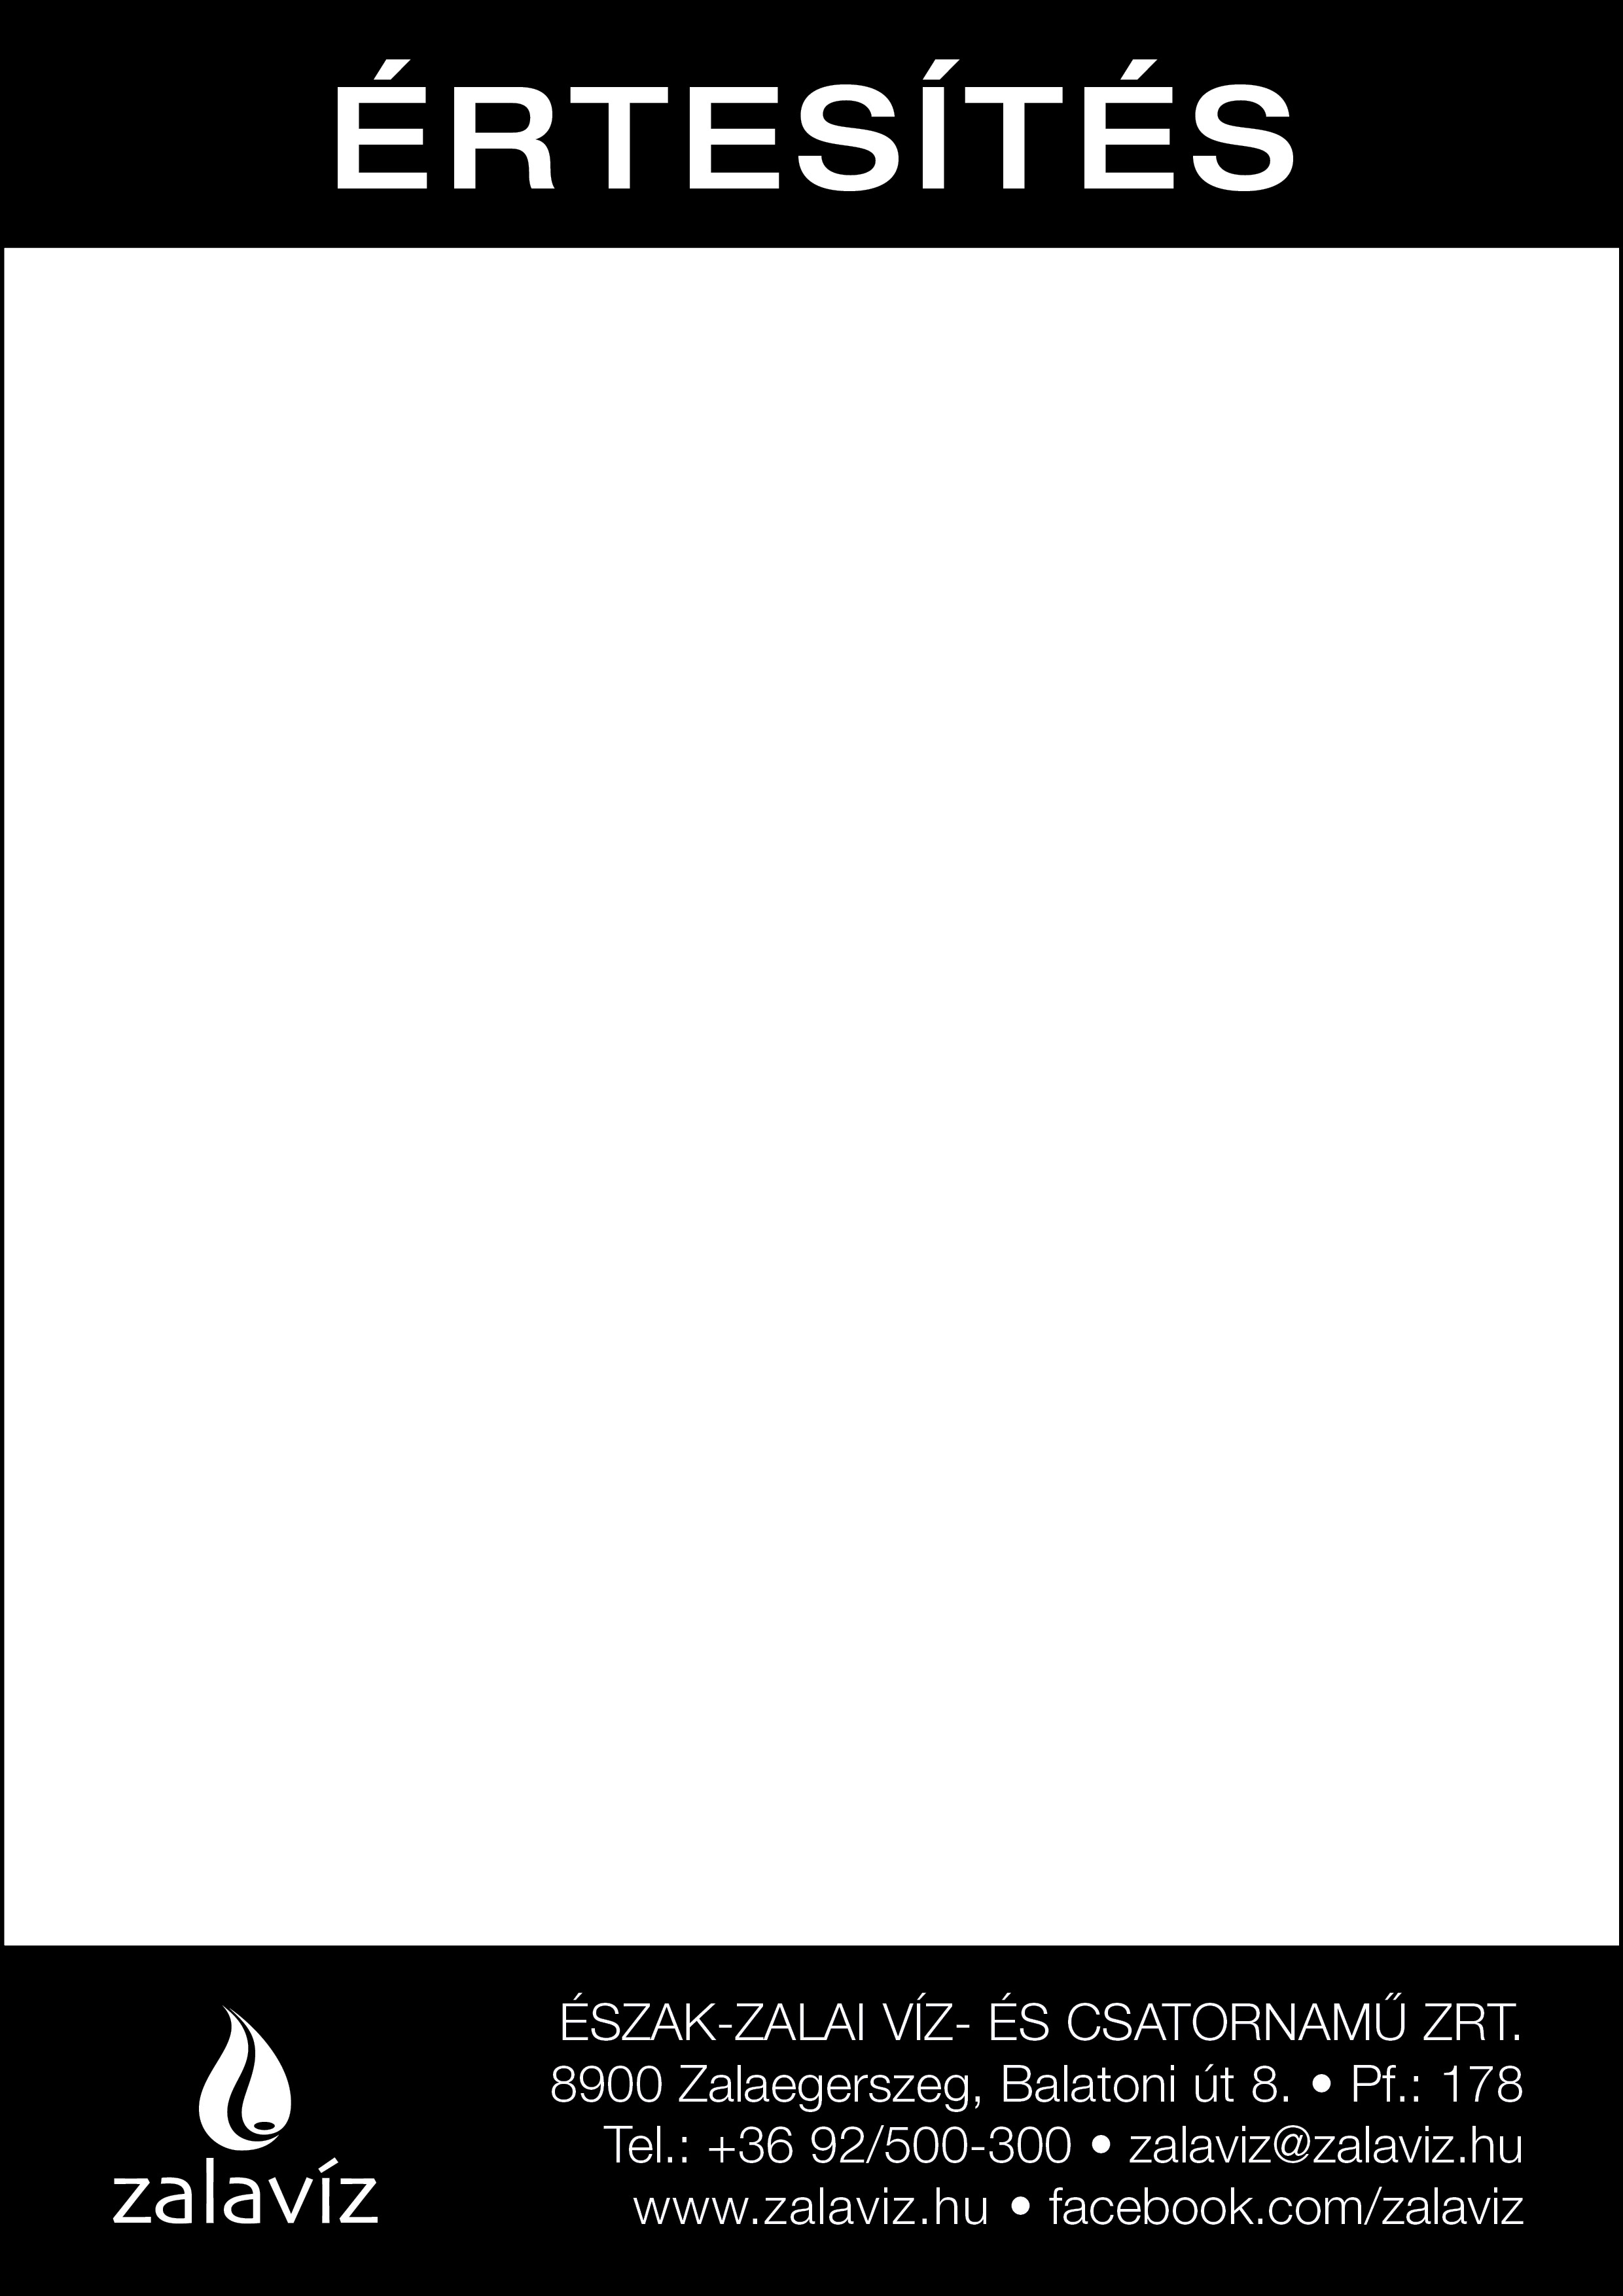 ÉRTESÍTÉS
ÉSZAK-ZALAI VÍZ- ÉS CSATORNAMŰ ZRT.
8900 Zalaegerszeg, Balatoni út 8. • Pf.: 178
Tel.: +36 92/500-300 • zalaviz@zalaviz.hu
www.zalaviz.hu • facebook.com/zalaviz
zalavíz